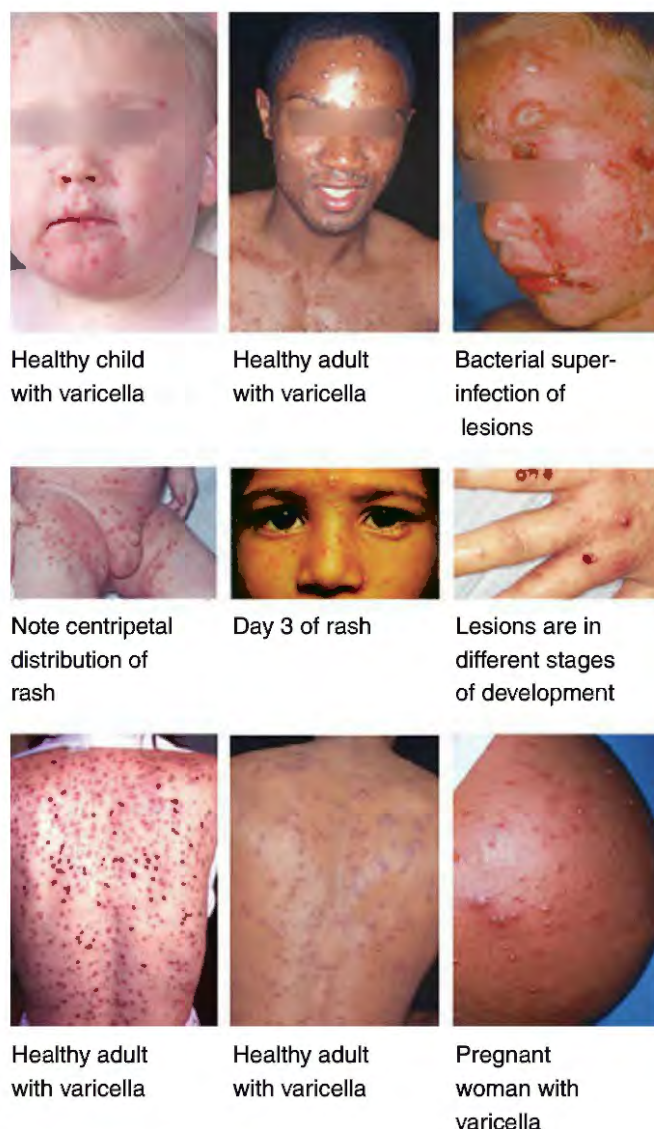 Healthy child
with varicella
Healthy adult
with varicella
Bacterial super-
infection of
lesions
Note centripetal
distribution of
rash
Day 3 of rash
Lesions are in
different stages
of development
Healthy adult
with varicella
Healthy adult
with varicella
Pregnant
woman with
varicella